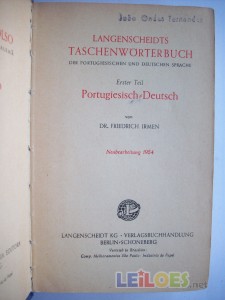 LANGENSCHEIDTS
TASCHENWÖRTERBUCH
DER PORTUGIESISCHEN UND DEUTSCHEN SPRACHE
Erster Teil
Portugiesisch-Deutsch
von
DR. FRIEDRICH IRMEN
Neubearbeitung 1954
LANGENSCHEIDT KG · VERLAGSBUCHHANDLUNG
BERLIN-SCHÖNEBERG
LEILOES